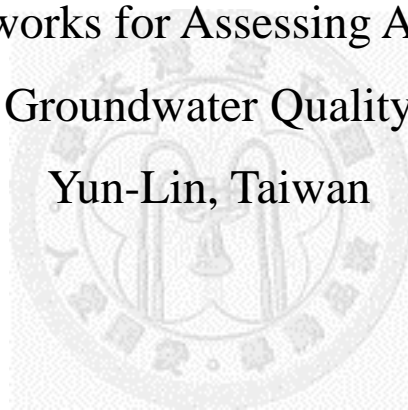 works for Assessing A
Groundwater Quality
Yun-Lin, Taiwan